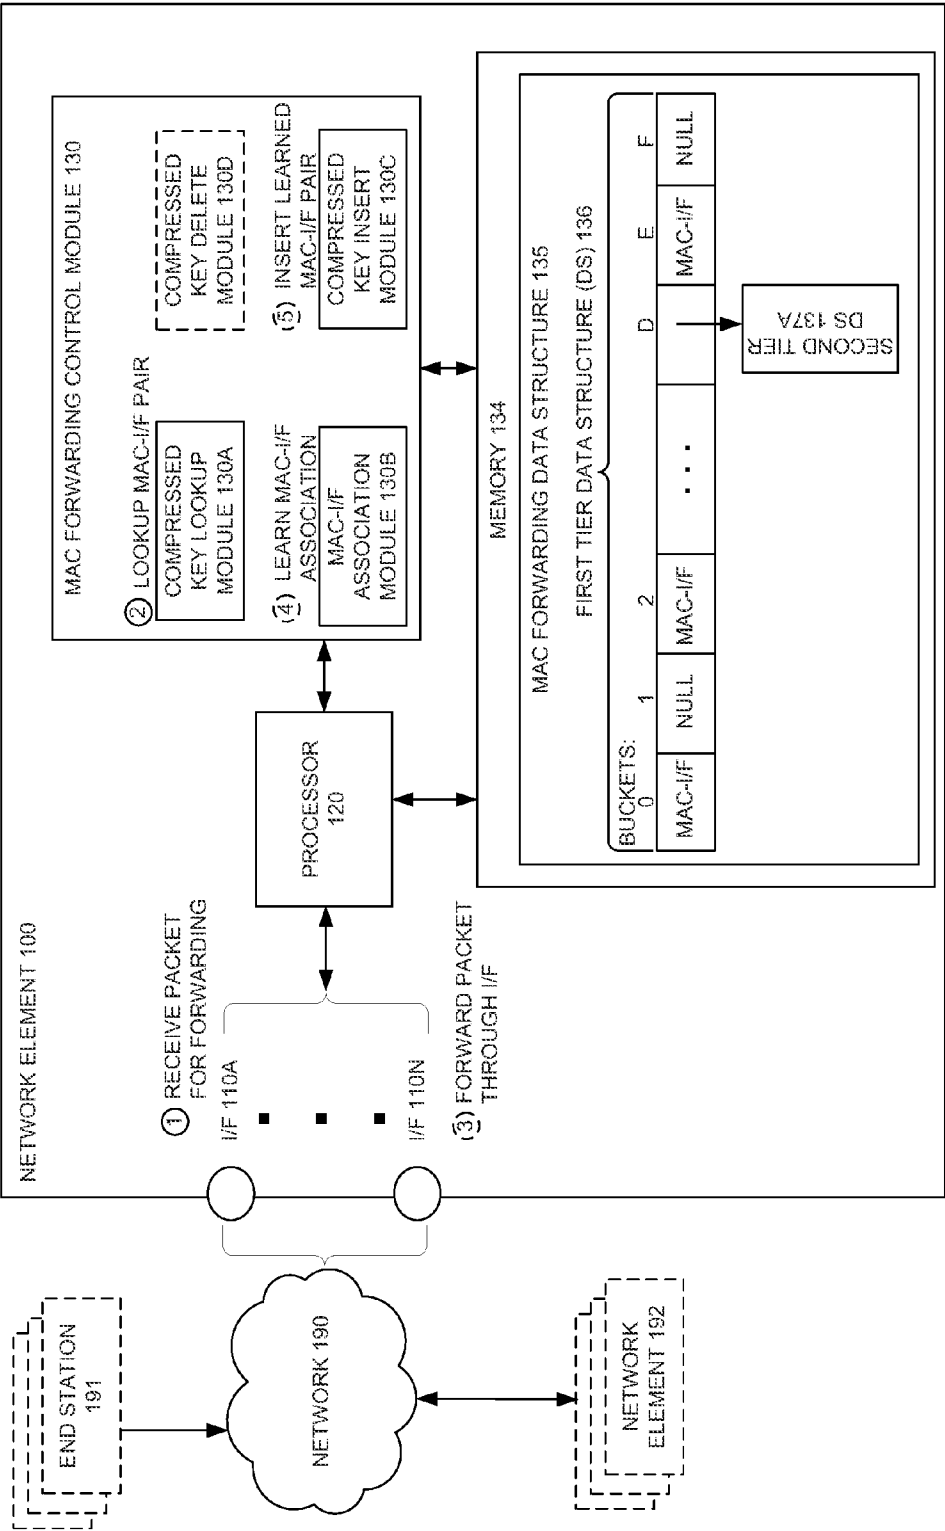 NETWORK ELEMENT 100
END STATION
191
NETWORK 190
NETWORK
ELEMENT 192
1 RECEIVE PACKET
FOR FORWARDING
I/F 110A
I/F 110N
(3) FORWARD PACKET
THROUGH I/F
PROCESSOR
120
MAC FORWARDING CONTROL MODULE 130
2 LOOKUP MAC-I/F PAIR
COMPRESSED
KEY LOOKUP
MODULE 130A
COMPRESSED
KEY DELETE
MODULE 130D
(4) LEARN MAC-I/F
ASSOCIATION
MAC-I/F
ASSOCIATION
MODULE 130B
(5) INSERT LEARNED
MAC-I/F PAIR
COMPRESSED
KEY INSERT
MODULE 130C
MEMORY 134
MAC FORWARDING DATA STRUCTURE 135
FIRST TIER DATA STRUCTURE (DS) 136
BUCKETS:
0 1 2 D E F
MAC-I/F NULL MAC-I/F ... MAC-I/F NULL
SECOND TIER
DS 137A